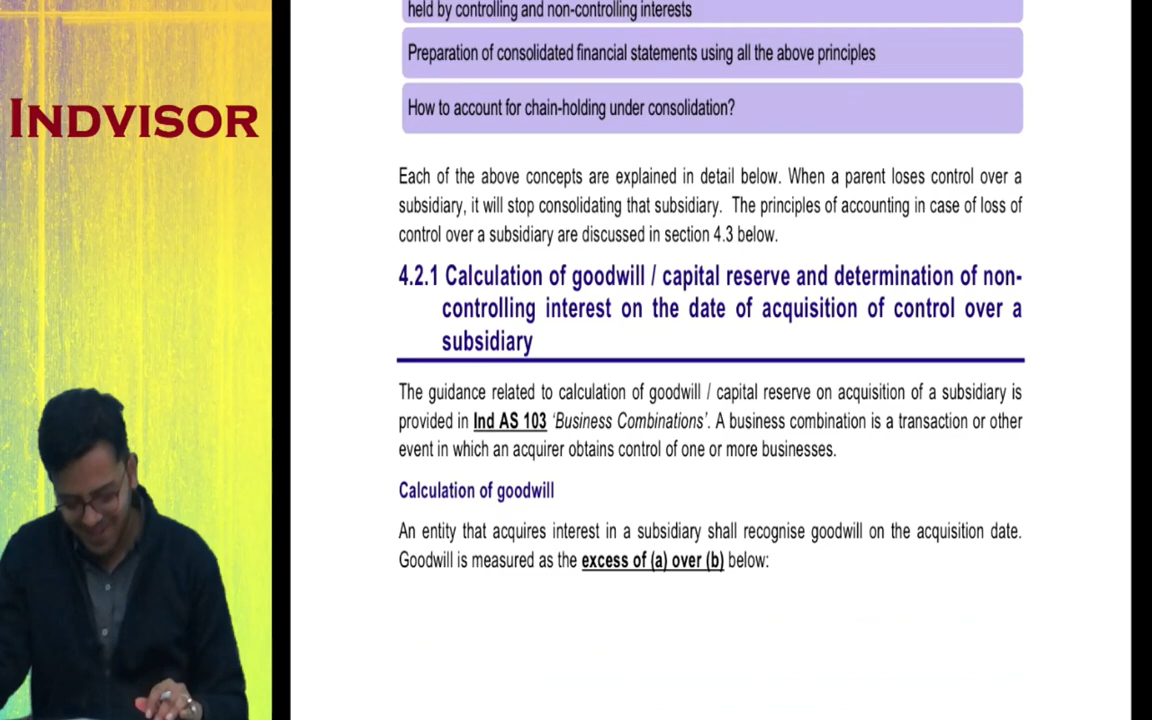 INDVISOR
held by controlling and non-controlling interests
Preparation of consolidated financial statements using all the above principles
How to account for chain-holding under consolidation?
Each of the above concepts are explained in detail below. When a parent loses control over a
subsidiary, it will stop consolidating that subsidiary. The principles of accounting in case of loss of
control over a subsidiary are discussed in section 4.3 below.
4.2.1 Calculation of goodwill / capital reserve and determination of non-
controlling interest on the date of acquisition of control over a
subsidiary
The guidance related to calculation of goodwill / capital reserve on acquisition of a subsidiary is
provided in Ind AS 103 ‘Business Combinations’. A business combination is a transaction or other
event in which an acquirer obtains control of one or more businesses.
Calculation of goodwill
An entity that acquires interest in a subsidiary shall recognise goodwill on the acquisition date.
Goodwill is measured as the excess of (a) over (b) below: